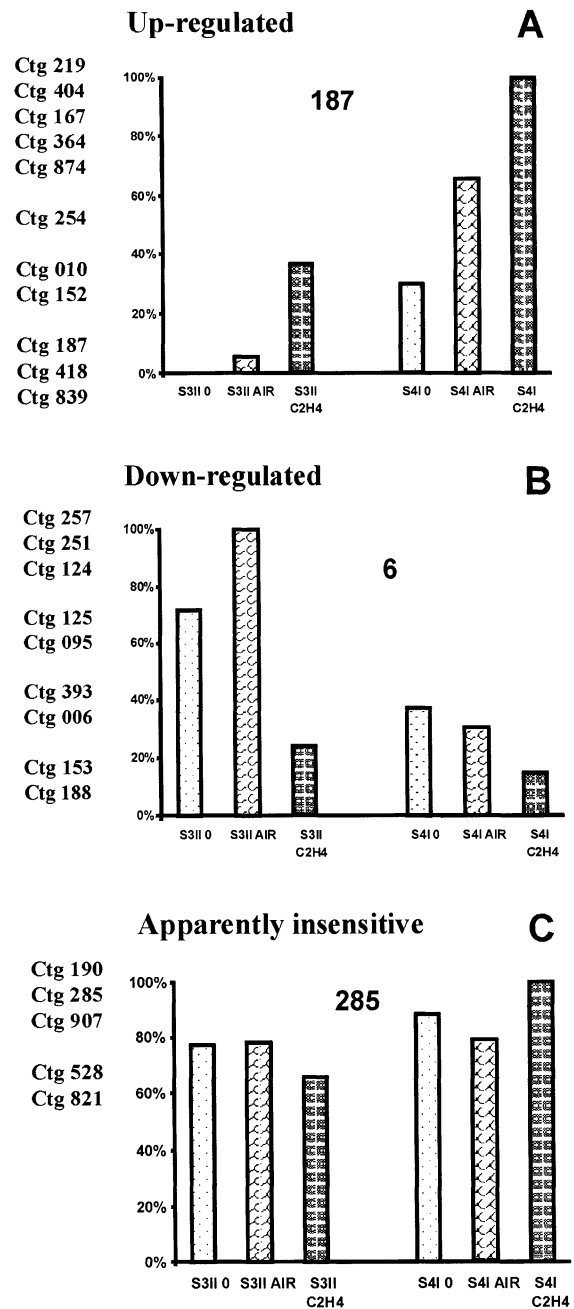 Up-regulated
A
Ctg 219
Ctg 404
Ctg 167
Ctg 364
Ctg 874
Ctg 254
Ctg 010
Ctg 152
Ctg 187
Ctg 418
Ctg 839
187
100%
80%
60%
40%
20%
0%
S3II 0 S3II AIR S3II C2H4 S4I 0 S4I AIR S4I C2H4
Down-regulated
B
Ctg 257
Ctg 251
Ctg 124
Ctg 125
Ctg 095
Ctg 393
Ctg 006
Ctg 153
Ctg 188
6
100%
80%
60%
40%
20%
0%
S3II 0 S3II AIR S3II C2H4 S4I 0 S4I AIR S4I C2H4
Apparently insensitive
C
Ctg 190
Ctg 285
Ctg 907
Ctg 528
Ctg 821
285
100%
80%
60%
40%
20%
0%
S3II 0 S3II AIR S3II C2H4 S4I 0 S4I AIR S4I C2H4